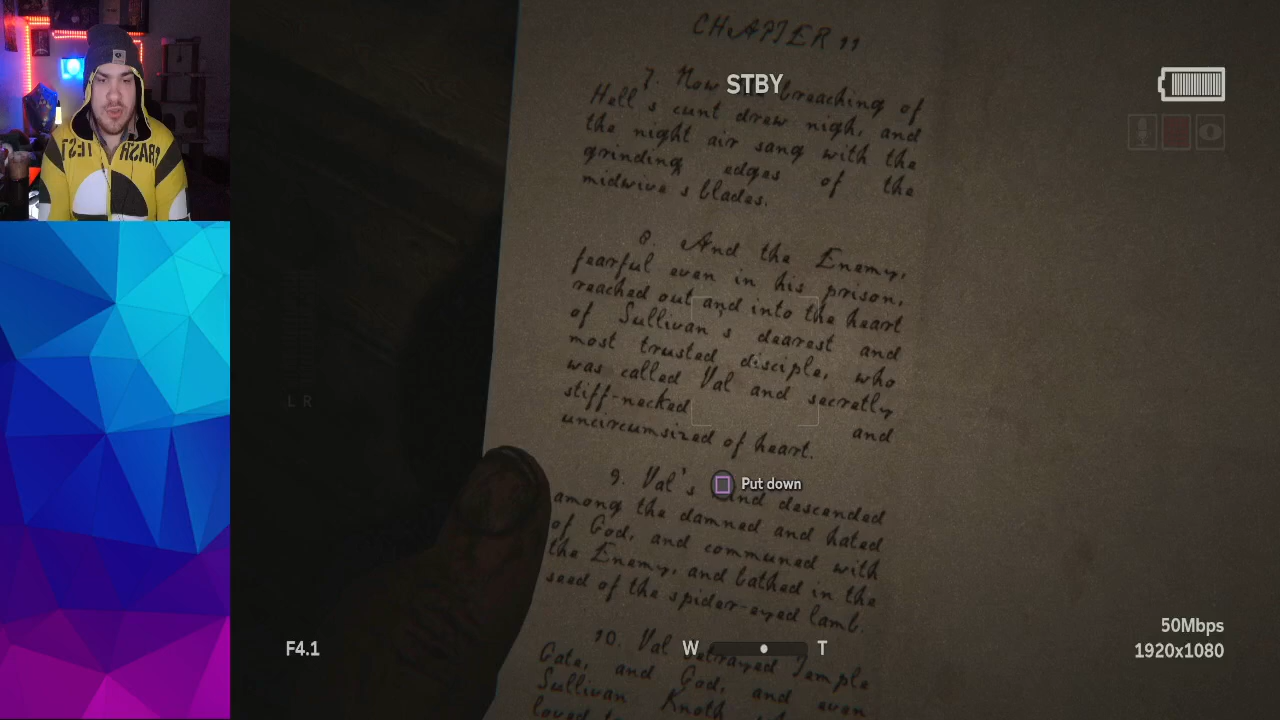 CHAPTER 11
STBY
7. Now breaching of
Hell s cunt drew nigh, and
the night air sang with the
grinding edges of the
midwive s blades.
8. And the Enemy,
fearful even in his prison,
reached out and into the heart
of Sullivan s dearest and
most trusted disciple, who
was called Val and secretly
stiff-necked and
uncircumsized of heart.
9. Val's descended
Put down
among the damned and hated
of God, and communed with
the Enemy, and bathed in the
seed of the spider-eyed lamb.
10. Val betrayed Temple
Gate, and God, and even
Sullivan Knoth
L R
F4.1
W T
50Mbps
1920x1080